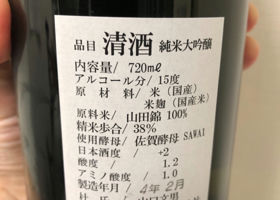 品目 清酒 純米大吟醸
内容量/ 720mℓ
アルコール分/ 15度
原材料/ 米(国産)
米麹(国産米)
原料米/ 山田錦 100%
精米歩合/ 38%
使用酵母/ 佐賀酵母 SAWAI
日本酒度/ +2
酸度/ 1.2
アミノ酸度/ 1.0
製造年月/ 4年 2月
杜氏/